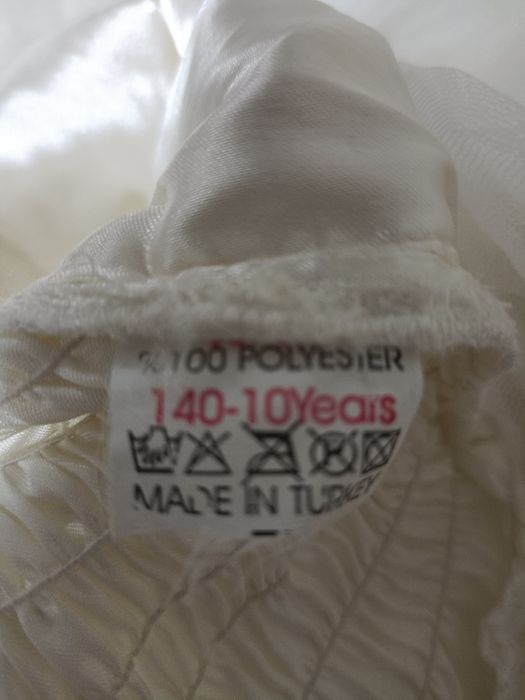 %100 POLYESTER
140-10Years
MADE IN TURKEY